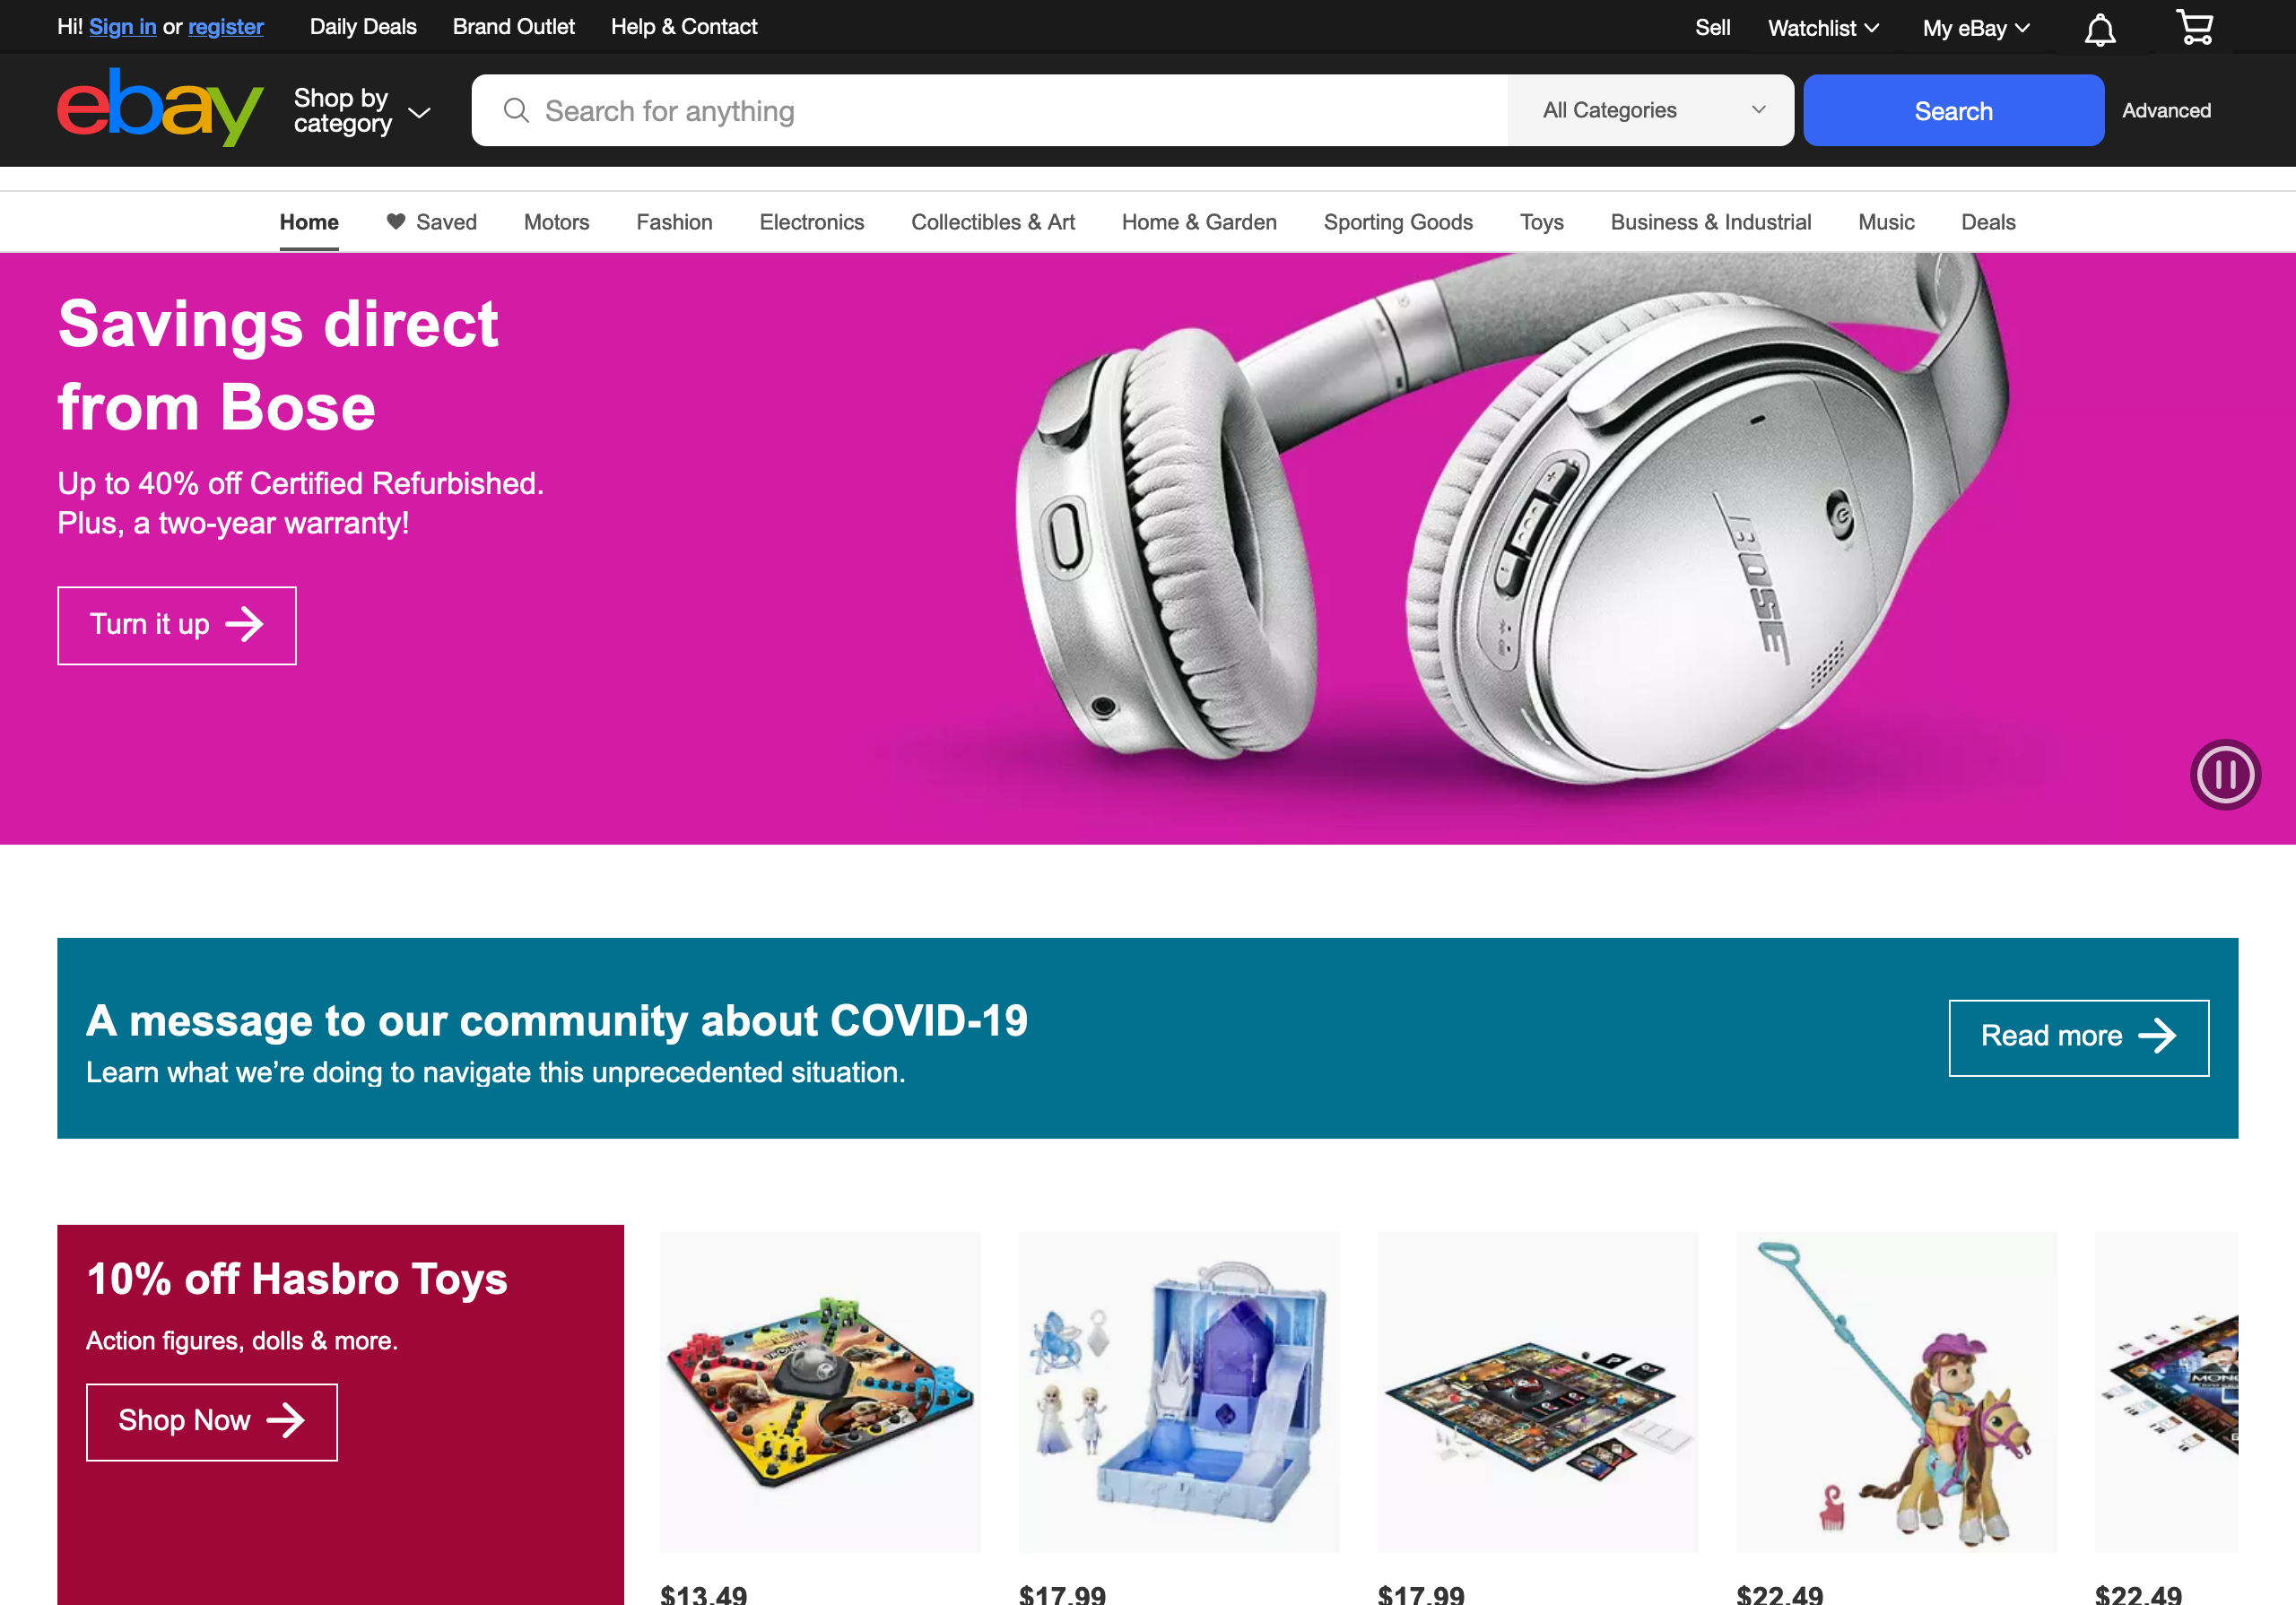 Hi! Sign in or register Daily Deals Brand Outlet Help & Contact Sell Watchlist My eBay
ebay
Shop by
category
Search for anything
All Categories
Search
Advanced
Home Saved Motors Fashion Electronics Collectibles & Art Home & Garden Sporting Goods Toys Business & Industrial Music Deals
Savings direct
from Bose
Up to 40% off Certified Refurbished.
Plus, a two-year warranty!
Turn it up
BOSE
A message to our community about COVID-19
Learn what we’re doing to navigate this unprecedented situation.
Read more
10% off Hasbro Toys
Action figures, dolls & more.
Shop Now
$13.49 $17.99 $17.99 $22.49 $22.49